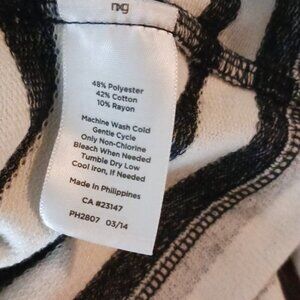 nxg
48% Polyester
42% Cotton
10% Rayon
Machine Wash Cold
Gentle Cycle
Only Non-Chlorine
Bleach When Needed
Tumble Dry Low
Cool Iron, If Needed
Made In Philippines
CA #23147
PH2807 03/14